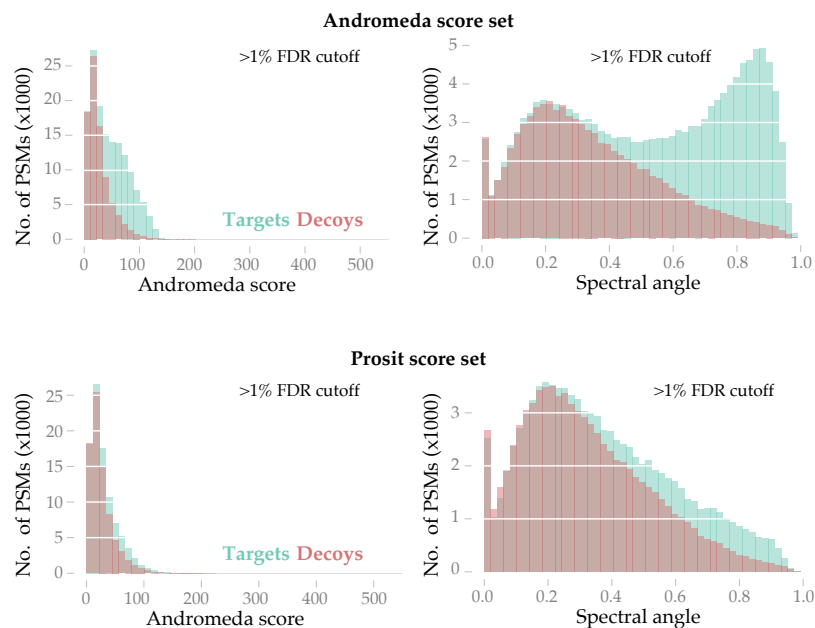 Andromeda score set
>1% FDR cutoff
No. of PSMs (x1000)
25
20
15
10
5
0
Targets Decoys
0 100 200 300 400 500
Andromeda score
>1% FDR cutoff
No. of PSMs (x1000)
5
4
3
2
1
0
0.0 0.2 0.4 0.6 0.8 1.0
Spectral angle
Prosit score set
>1% FDR cutoff
No. of PSMs (x1000)
25
20
15
10
5
0
Targets Decoys
0 100 200 300 400 500
Andromeda score
>1% FDR cutoff
No. of PSMs (x1000)
3
2
1
0
0.0 0.2 0.4 0.6 0.8 1.0
Spectral angle